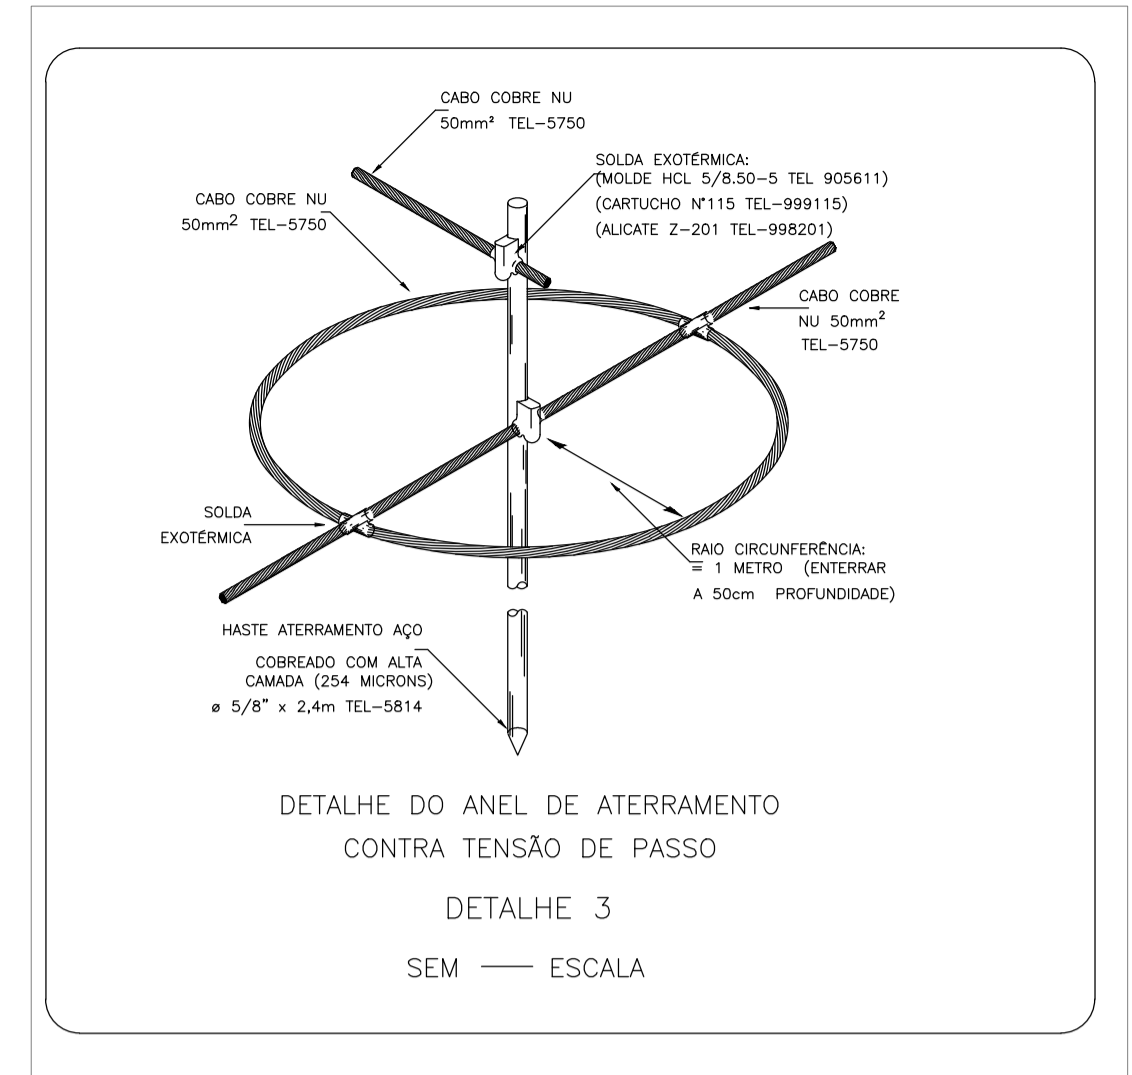 CABO COBRE NU
50mm² TEL-5750
SOLDA EXOTÉRMICA:
(MOLDE HCL 5/8.50-5 TEL 905611)
(CARTUCHO N°115 TEL-999115)
(ALICATE Z-201 TEL-998201)
CABO COBRE NU
50mm² TEL-5750
CABO COBRE
NU 50mm²
TEL-5750
SOLDA
EXOTÉRMICA
RAIO CIRCUNFERÊNCIA:
= 1 METRO (ENTERRAR
A 50cm PROFUNDIDADE)
HASTE ATERRAMENTO AÇO
COBREADO COM ALTA
CAMADA (254 MICRONS)
ø 5/8" x 2,4m TEL-5814
DETALHE DO ANEL DE ATERRAMENTO
CONTRA TENSÃO DE PASSO
DETALHE 3
SEM — ESCALA